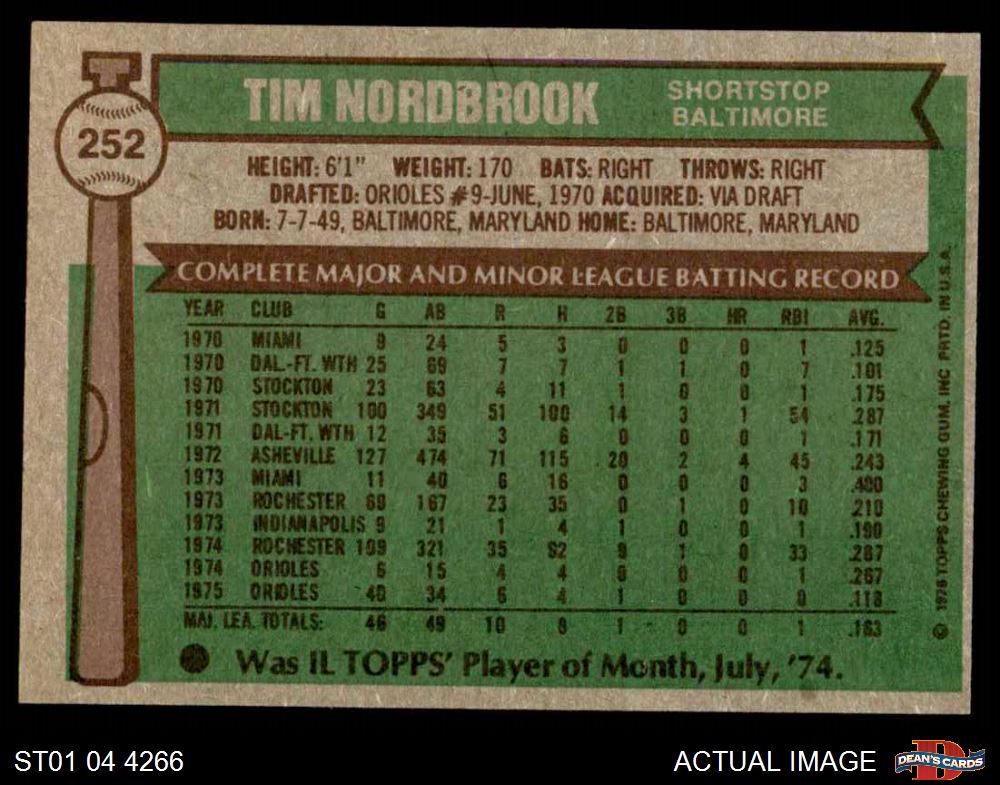 252
TIM NORDBROOK
SHORTSTOP
BALTIMORE
HEIGHT: 6'1" WEIGHT: 170 BATS: RIGHT THROWS: RIGHT
DRAFTED: ORIOLES #9-JUNE, 1970 ACQUIRED: VIA DRAFT
BORN: 7-7-49, BALTIMORE, MARYLAND HOME: BALTIMORE, MARYLAND
COMPLETE MAJOR AND MINOR LEAGUE BATTING RECORD
YEAR CLUB G AB R H 2B 3B HR RBI AVG.
1970 MIAMI 9 24 5 3 0 0 0 1 .125
1970 DAL.-FT. WTH 25 69 7 7 1 1 0 7 .101
1970 STOCKTON 23 63 4 11 1 0 0 1 .175
1971 STOCKTON 100 349 51 100 14 3 1 54 .287
1971 DAL-FT. WTH 12 35 3 6 0 0 0 1 .171
1972 ASHEVILLE 127 474 71 115 20 2 4 45 .243
1973 MIAMI 11 40 6 16 0 0 0 3 .400
1973 ROCHESTER 69 167 23 35 0 1 0 10 .210
1973 INDIANAPOLIS 9 21 1 4 1 0 0 1 .190
1974 ROCHESTER 109 321 35 92 9 1 0 33 .287
1974 ORIOLES 6 15 4 4 0 0 0 1 .267
1975 ORIOLES 40 34 6 4 1 0 0 0 .118
MAJ. LEA. TOTALS: 46 49 10 8 1 0 0 1 .163
Was IL TOPPS' Player of Month, July, '74.
© 1976 TOPPS CHEWING GUM, INC PRTD. IN U.S.A.
ST01 04 4266
ACTUAL IMAGE
D
DEAN'S CARDS